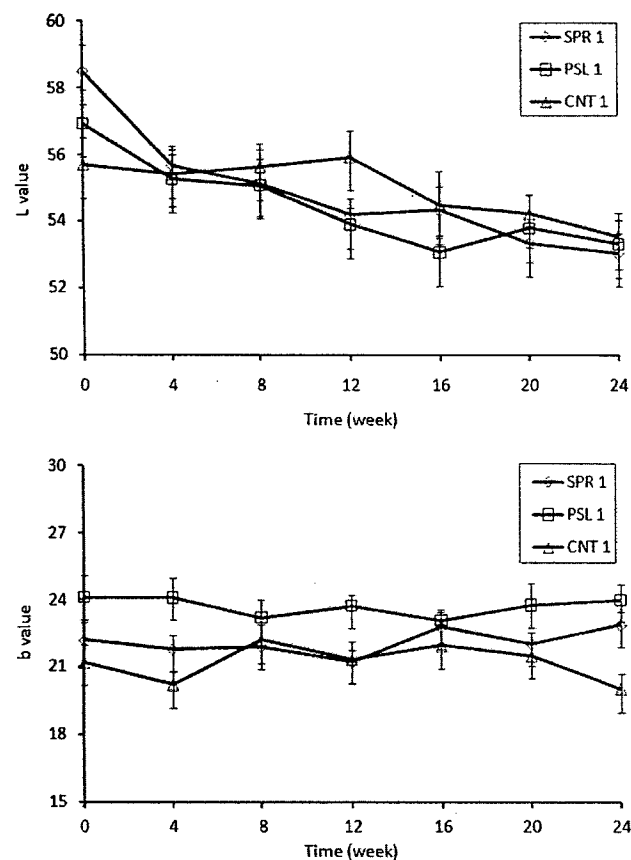 60
58
56
54
52
50
L value
SPR 1
PSL 1
CNT 1
0 4 8 12 16 20 24
Time (week)
30
27
24
21
18
15
b value
SPR 1
PSL 1
CNT 1
0 4 8 12 16 20 24
Time (week)